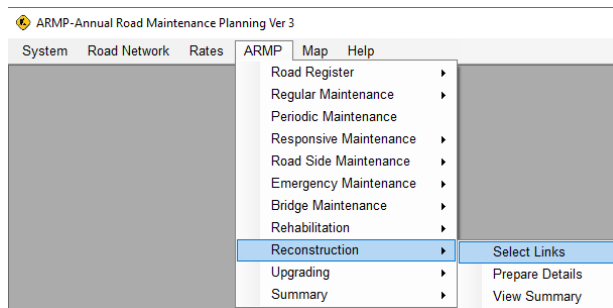 ARMP-Annual Road Maintenance Planning Ver 3
System Road Network Rates ARMP Map Help
Road Register
Regular Maintenance
Periodic Maintenance
Responsive Maintenance
Road Side Maintenance
Emergency Maintenance
Bridge Maintenance
Rehabilitation
Reconstruction
Upgrading
Summary
Select Links
Prepare Details
View Summary